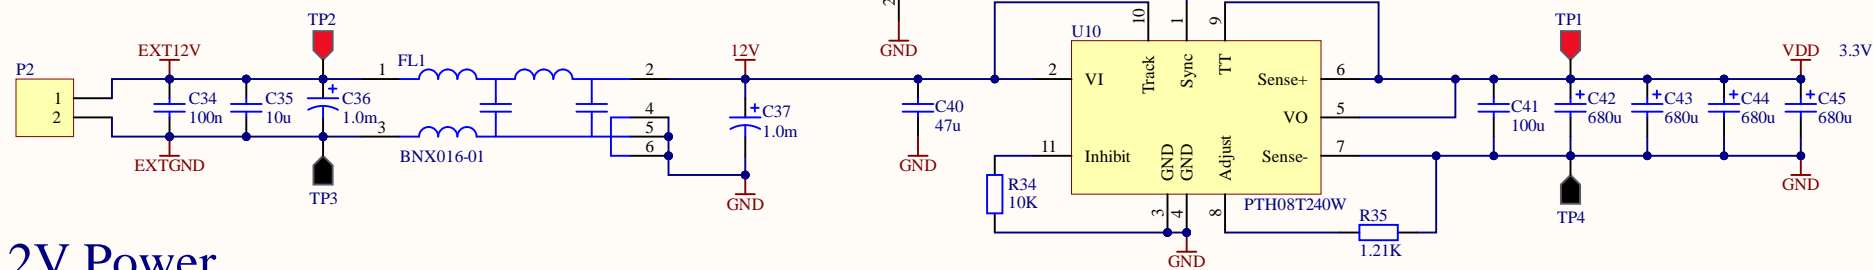 TP2
EXT12V
P2
1
2
C34
100n
C35
10u
C36
1.0m
EXTGND
TP3
1
FL1
2
3
4
5
6
BNX016-01
12V
C37
1.0m
GND
2
GND
C40
47u
GND
U10
10
1
9
Track
Sync
TT
2
VI
Sense+
6
VO
5
11
Inhibit
GND
GND
Adjust
Sense-
7
PTH08T240W
3
4
8
R34
10K
GND
R35
1.21K
TP1
VDD
3.3V
C41
100u
C42
680u
C43
680u
C44
680u
C45
680u
GND
TP4
2V Power